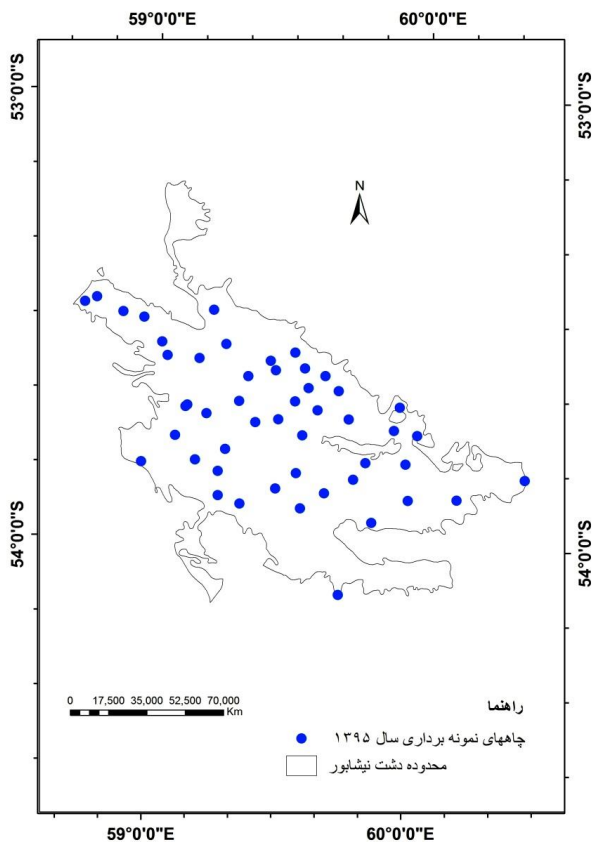 59°0'0"E 60°0'0"E
53°0'0"S 53°0'0"S
N
54°0'0"S 54°0'0"S
0 17,500 35,000 52,500 70,000
Km
راهنما
چاههای نمونه برداری سال ۱۳۹۵
محدوده دشت نیشابور
59°0'0"E 60°0'0"E